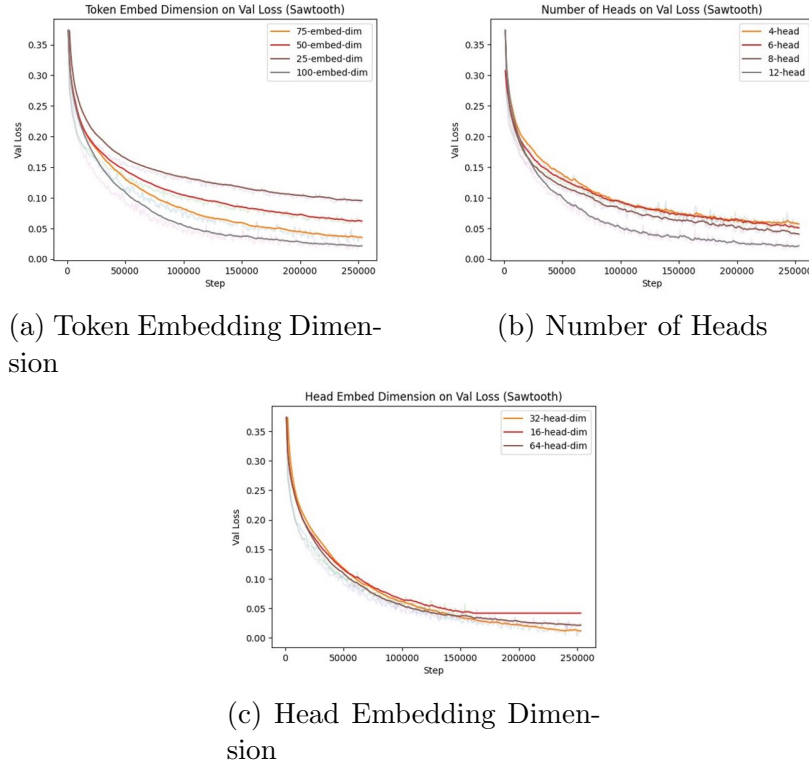 Token Embed Dimension on Val Loss (Sawtooth)
Val Loss
0.35
0.30
0.25
0.20
0.15
0.10
0.05
0.00
75-embed-dim
50-embed-dim
25-embed-dim
100-embed-dim
0
50000
100000
150000
200000
250000
Step
(a) Token Embedding Dimen-
sion
Number of Heads on Val Loss (Sawtooth)
Val Loss
0.35
0.30
0.25
0.20
0.15
0.10
0.05
0.00
4-head
6-head
8-head
12-head
0
50000
100000
150000
200000
250000
Step
(b) Number of Heads
Head Embed Dimension on Val Loss (Sawtooth)
Val Loss
0.35
0.30
0.25
0.20
0.15
0.10
0.05
0.00
32-head-dim
16-head-dim
64-head-dim
0
50000
100000
150000
200000
250000
Step
(c) Head Embedding Dimen-
sion